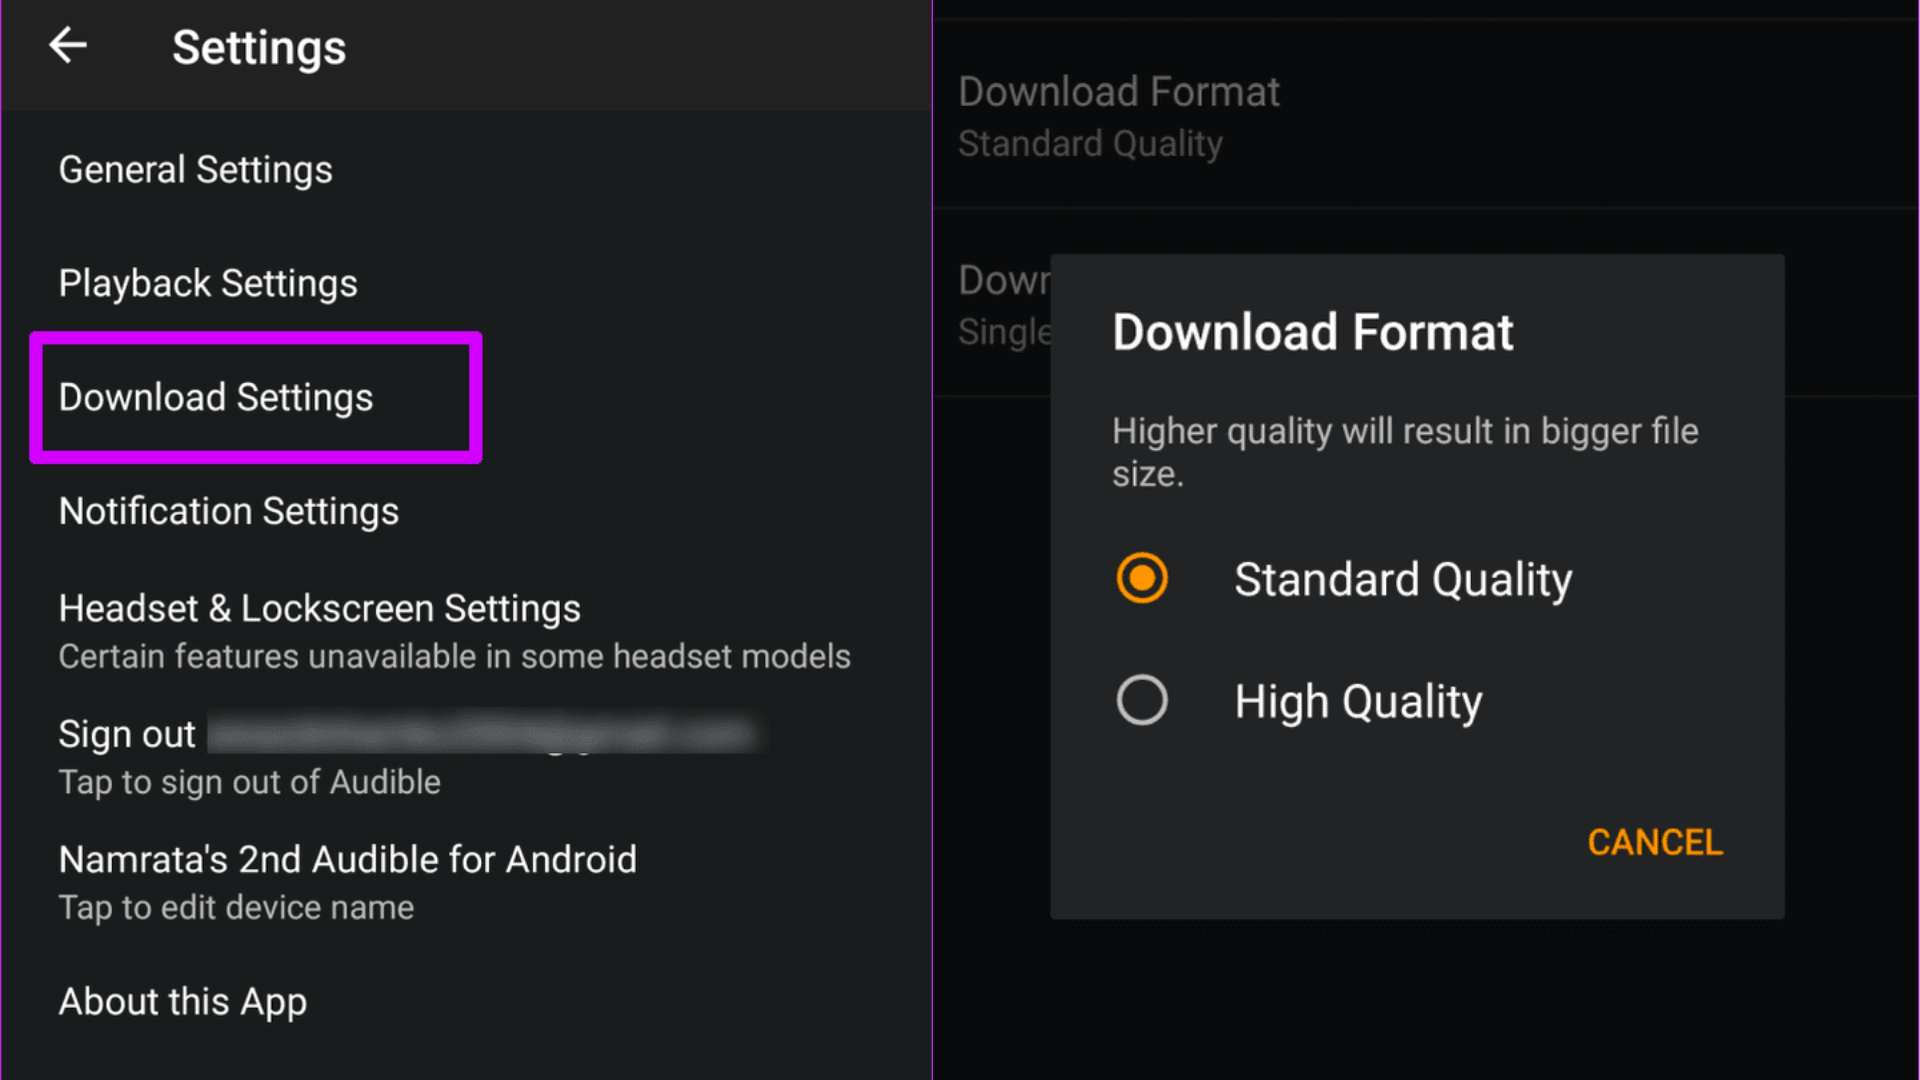 Settings
General Settings
Playback Settings
Download Settings
Notification Settings
Headset & Lockscreen Settings
Certain features unavailable in some headset models
Sign out
Tap to sign out of Audible
Namrata's 2nd Audible for Android
Tap to edit device name
About this App
Download Format
Standard Quality
Down
Single
Download Format
Higher quality will result in bigger file
size.
Standard Quality
High Quality
CANCEL